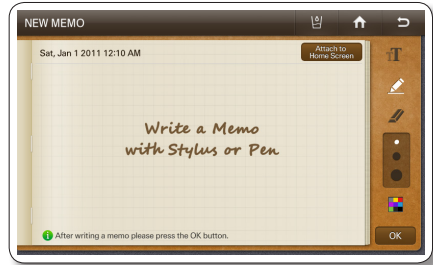 NEW MEMO
Sat, Jan 1 2011 12:10 AM
Attach to
Home Screen
TT
Write a Memo
with Stylus or Pen
After writing a memo please press the OK button.
OK